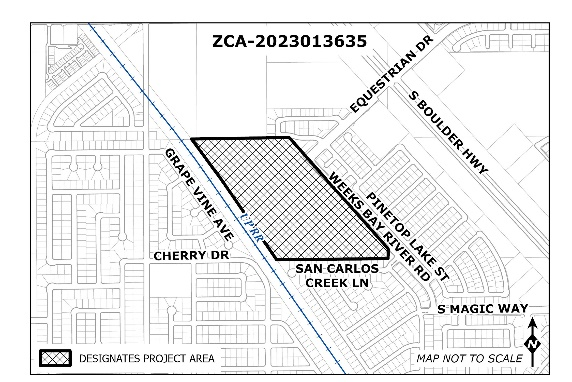 ZCA-2023013635
EQUESTRIAN DR
S BOULDER HWY
GRAPE VINE AVE
UPRR
PINETOP LAKE ST
WEEKS BAY RIVER RD
CHERRY DR
SAN CARLOS
CREEK LN
S MAGIC WAY
N
DESIGNATES PROJECT AREA
MAP NOT TO SCALE